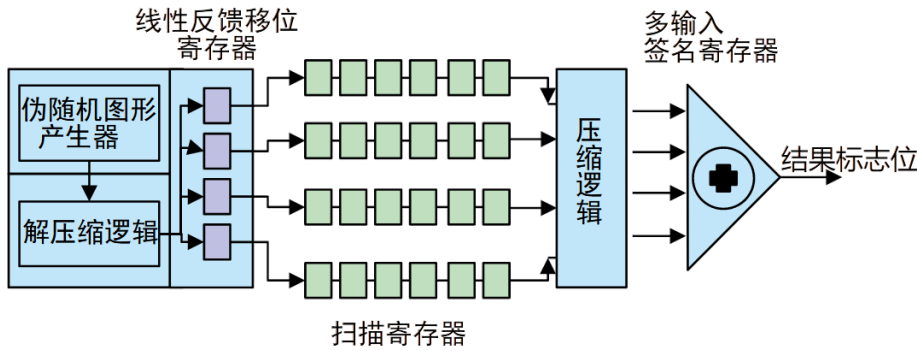 线性反馈移位
寄存器
多输入
签名寄存器
伪随机图形
产生器
解压缩逻辑
压缩逻辑
结果标志位
扫描寄存器